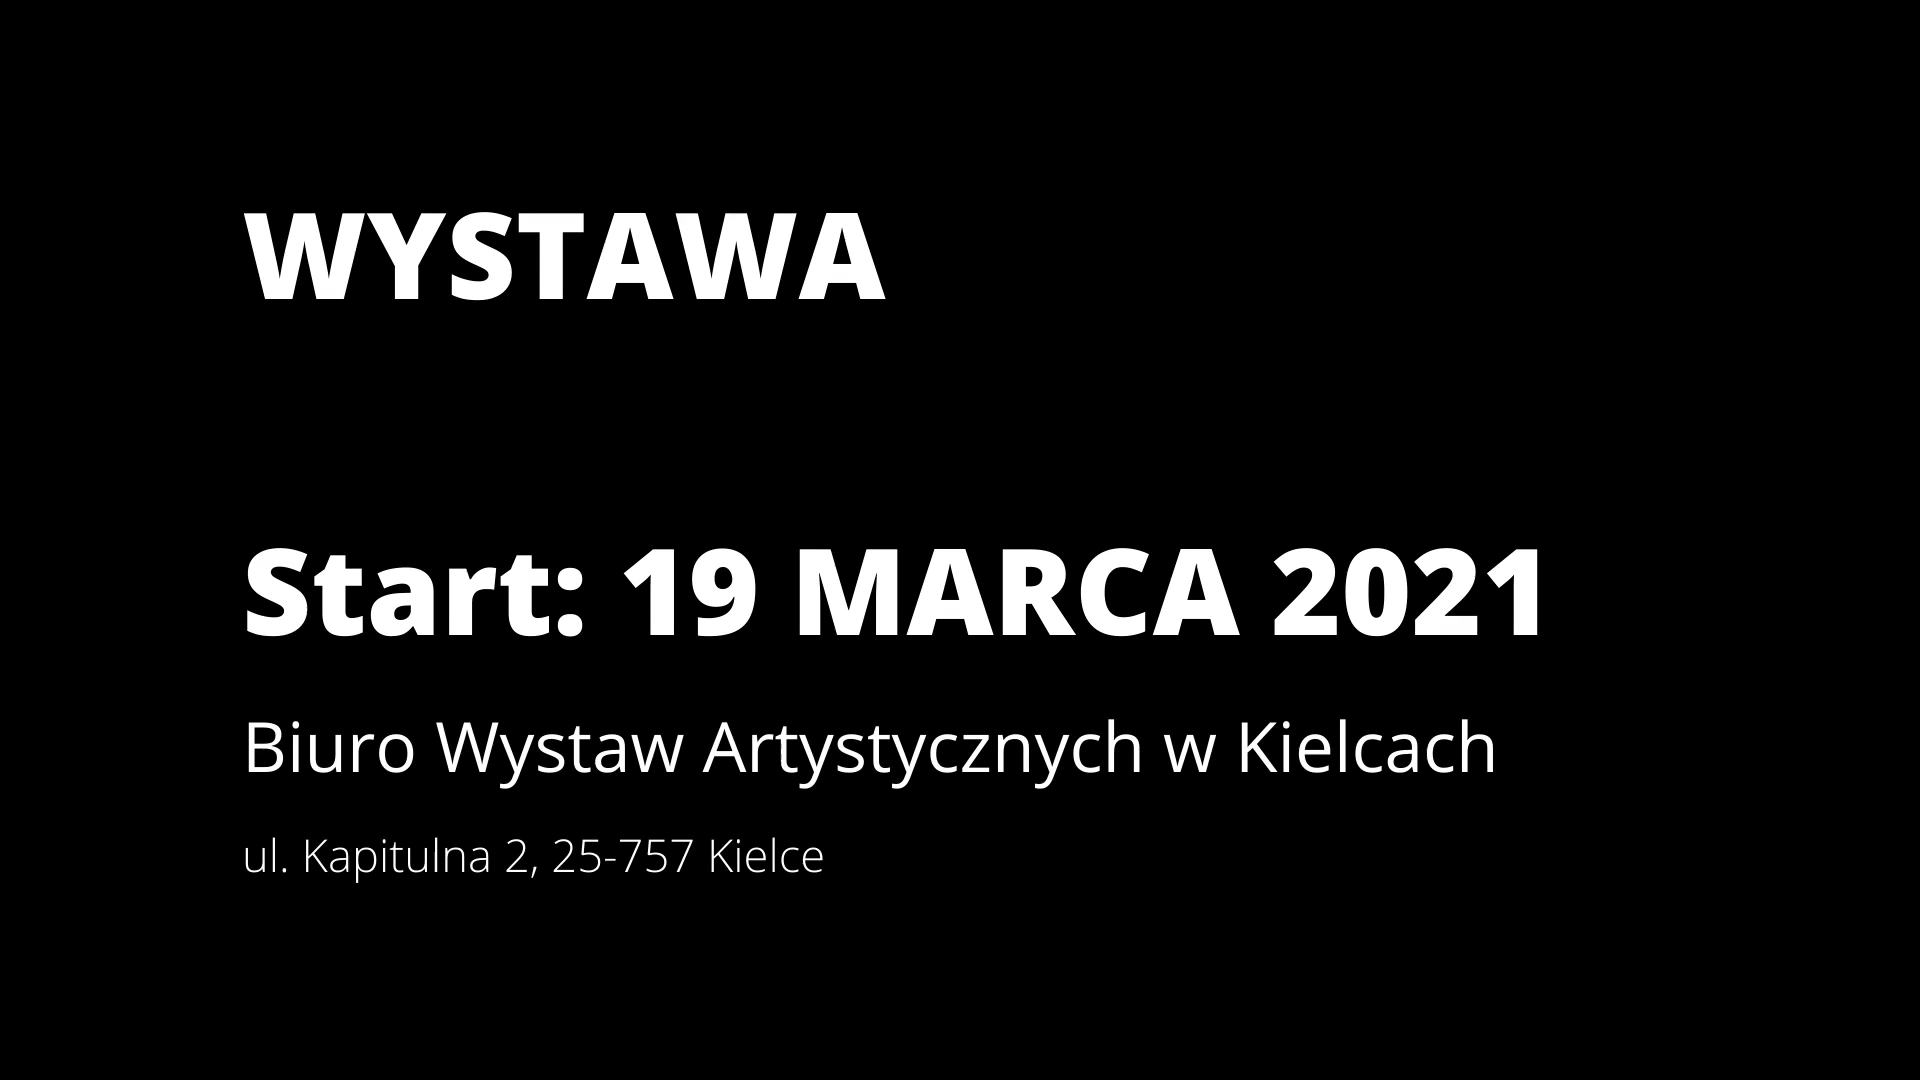 WYSTAWA
Start: 19 MARCA 2021
Biuro Wystaw Artystycznych w Kielcach
ul. Kapitulna 2, 25-757 Kielce